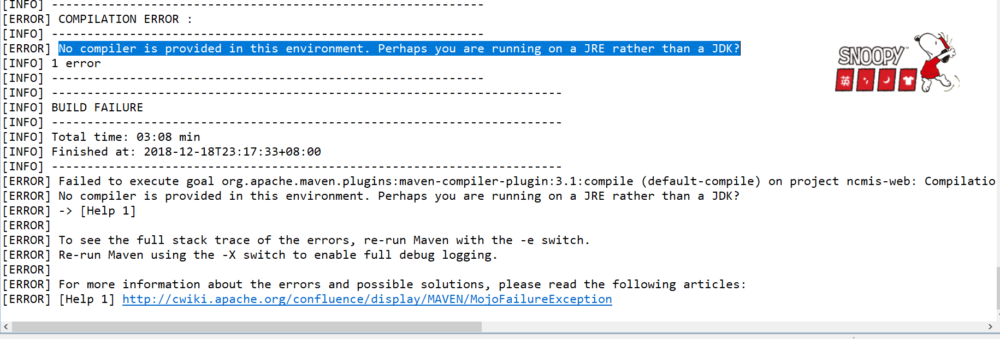 [INFO] -------------------------------------------------------------
[ERROR] COMPILATION ERROR :
[INFO] -------------------------------------------------------------
[ERROR] No compiler is provided in this environment. Perhaps you are running on a JRE rather than a JDK?
[INFO] 1 error
[INFO] -------------------------------------------------------------
[INFO] ------------------------------------------------------------------------
[INFO] BUILD FAILURE
[INFO] ------------------------------------------------------------------------
[INFO] Total time: 03:08 min
[INFO] Finished at: 2018-12-18T23:17:33+08:00
[INFO] ------------------------------------------------------------------------
[ERROR] Failed to execute goal org.apache.maven.plugins:maven-compiler-plugin:3.1:compile (default-compile) on project ncmis-web: Compilatio
[ERROR] No compiler is provided in this environment. Perhaps you are running on a JRE rather than a JDK?
[ERROR] -> [Help 1]
[ERROR]
[ERROR] To see the full stack trace of the errors, re-run Maven with the -e switch.
[ERROR] Re-run Maven using the -X switch to enable full debug logging.
[ERROR]
[ERROR] For more information about the errors and possible solutions, please read the following articles:
[ERROR] [Help 1] http://cwiki.apache.org/confluence/display/MAVEN/MojoFailureException
SNOOPY™
英